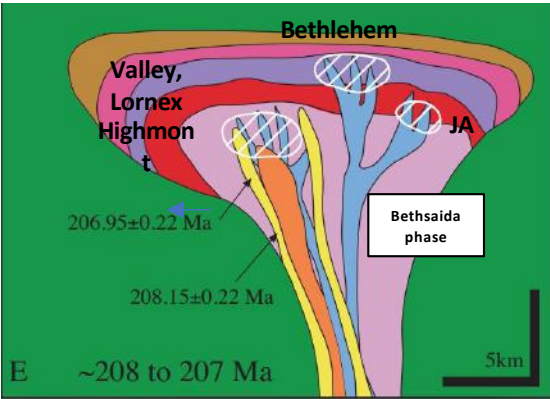 Bethlehem
Valley,
Lornex
Highmon
t
JA
Bethsaida
phase
206.95±0.22 Ma
208.15±0.22 Ma
5km
E ~208 to 207 Ma